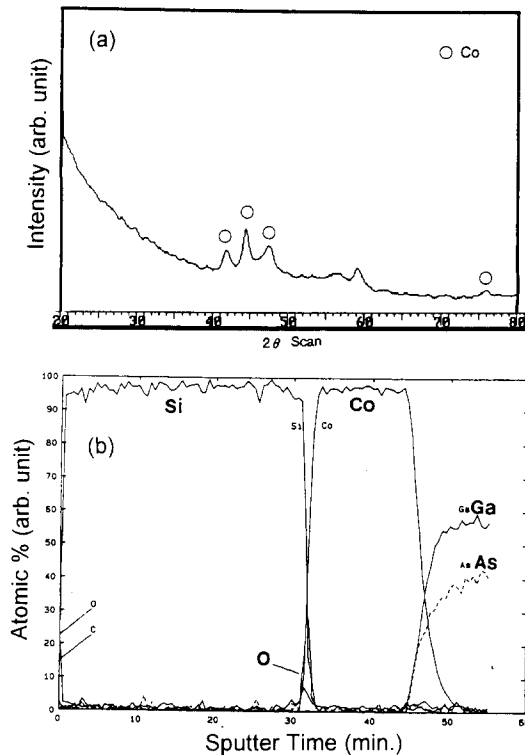 (a)
Co
Intensity (arb. unit)
20 30 40 50 60 70 80
2θ Scan
100
90
80
70
60
50
40
30
20
10
0
Si
Co
Si Co
(b)
Ga Ga
As As
O
C
O
Atomic % (arb. unit)
0 10 20 30 40 50 60
Sputter Time (min.)